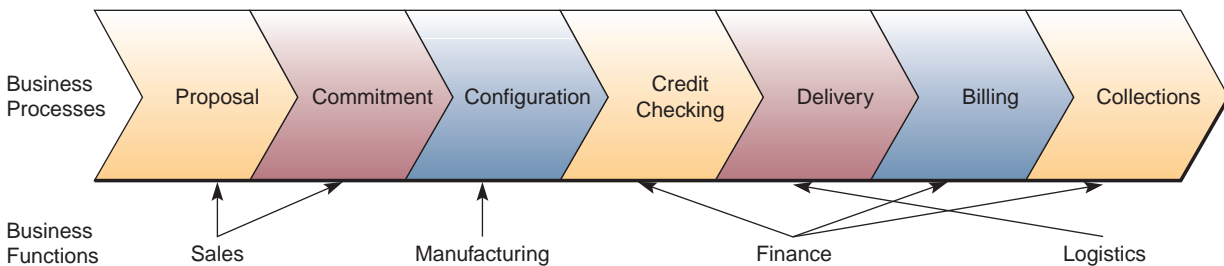 Business
Processes
Proposal
Commitment
Configuration
Credit
Checking
Delivery
Billing
Collections
Business
Functions
Sales
Manufacturing
Finance
Logistics